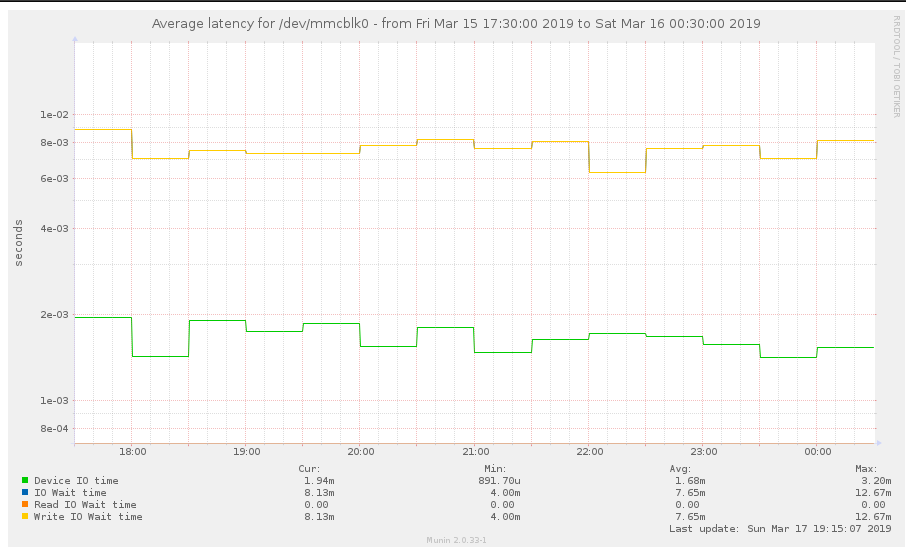 Average latency for /dev/mmcblk0 - from Fri Mar 15 17:30:00 2019 to Sat Mar 16 00:30:00 2019
RRDTOOL / TOBI OETIKER
seconds
1e-02
8e-03
6e-03
4e-03
2e-03
1e-03
8e-04
18:00 19:00 20:00 21:00 22:00 23:00 00:00
Cur: Min: Avg: Max:
Device IO time 1.94m 891.70u 1.68m 3.20m
IO Wait time 8.13m 4.00m 7.65m 12.67m
Read IO Wait time 0.00 0.00 0.00 0.00
Write IO Wait time 8.13m 4.00m 7.65m 12.67m
Last update: Sun Mar 17 19:15:07 2019
Munin 2.0.33-1